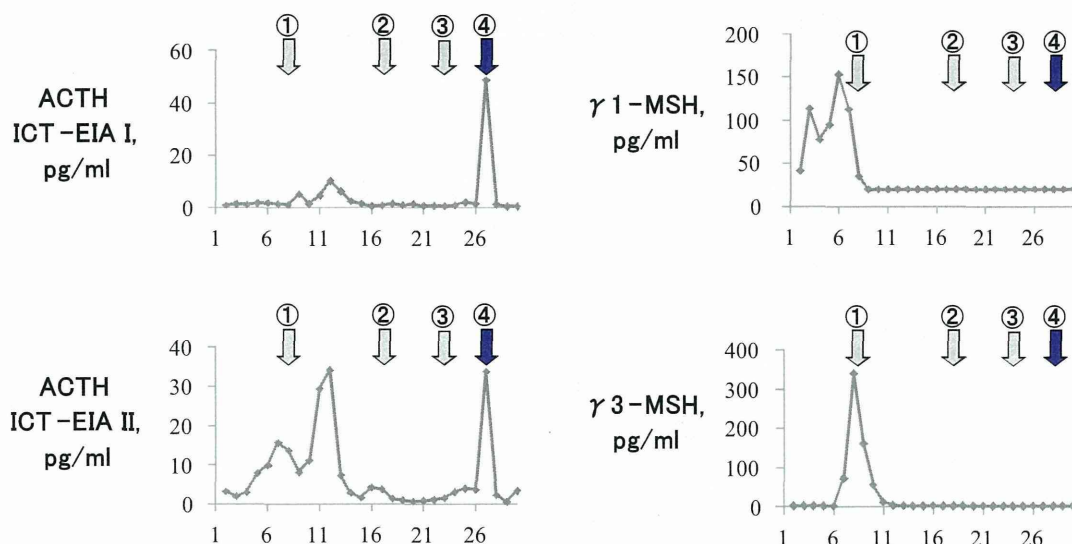 ① ② ③ ④
60
40
20
0
1 6 11 16 21 26
ACTH
ICT-EIA I,
pg/ml
① ② ③ ④
200
150
100
50
0
1 6 11 16 21 26
γ1-MSH,
pg/ml
① ② ③ ④
40
30
20
10
0
1 6 11 16 21 26
ACTH
ICT-EIA II,
pg/ml
① ② ③ ④
400
300
200
100
0
1 6 11 16 21 26
γ3-MSH,
pg/ml